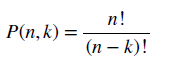 P(n, k) = n! / (n − k)!